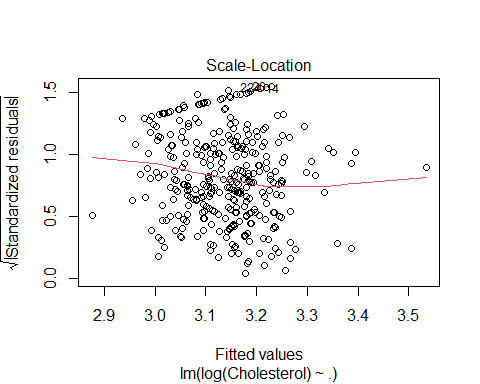 Scale-Location
√|Standardized residuals|
1.5
1.0
0.5
0.0
2.9 3.0 3.1 3.2 3.3 3.4 3.5
Fitted values
lm(log(Cholesterol) ~ .)